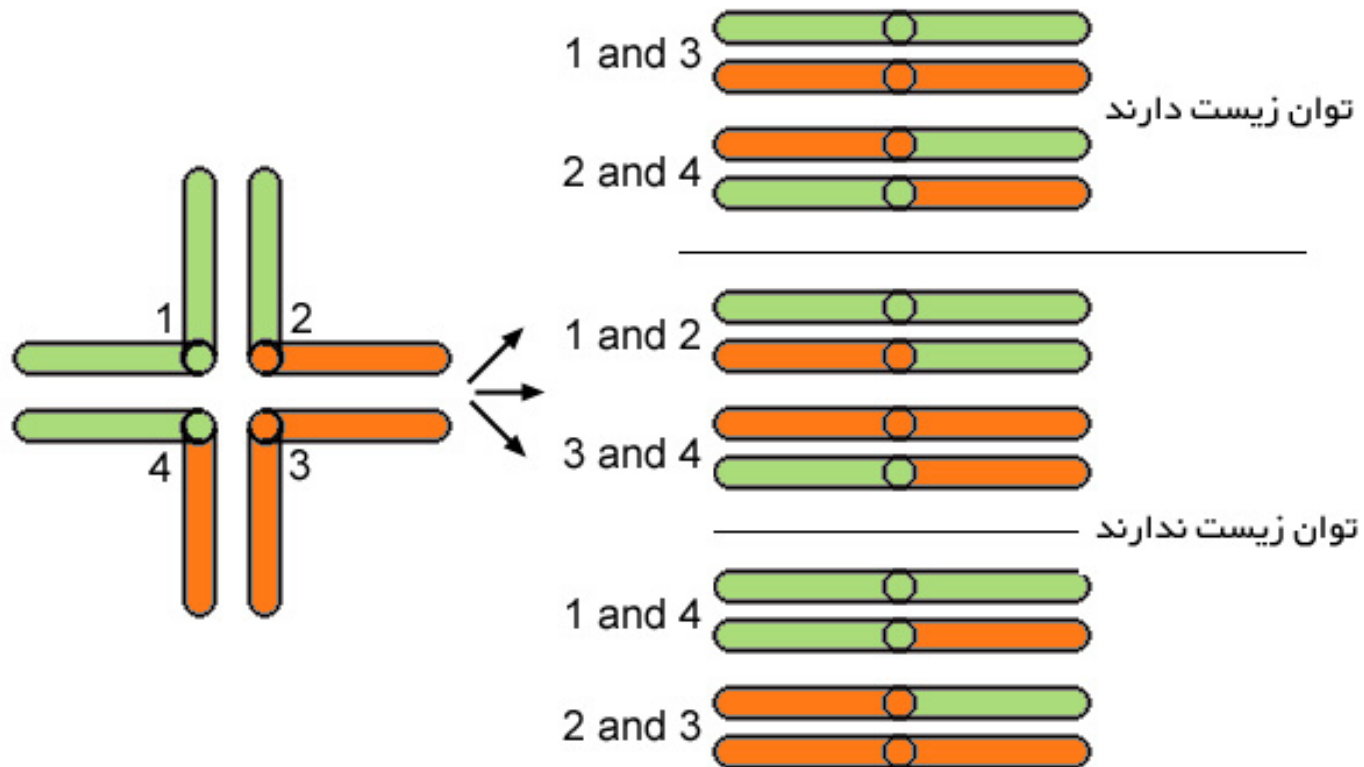 1 and 3
توان زیست دارند
2 and 4
1 2
4 3
1 and 2
3 and 4
توان زیست ندارند
1 and 4
2 and 3